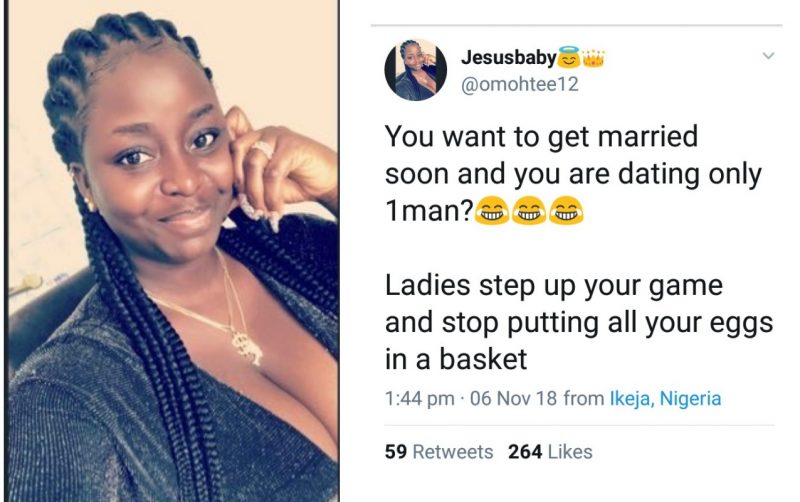 Jesusbaby😇👑
@omohtee12
You want to get married
soon and you are dating only
1man?😂😂😂
Ladies step up your game
and stop putting all your eggs
in a basket
1:44 pm · 06 Nov 18 from Ikeja, Nigeria
59 Retweets 264 Likes